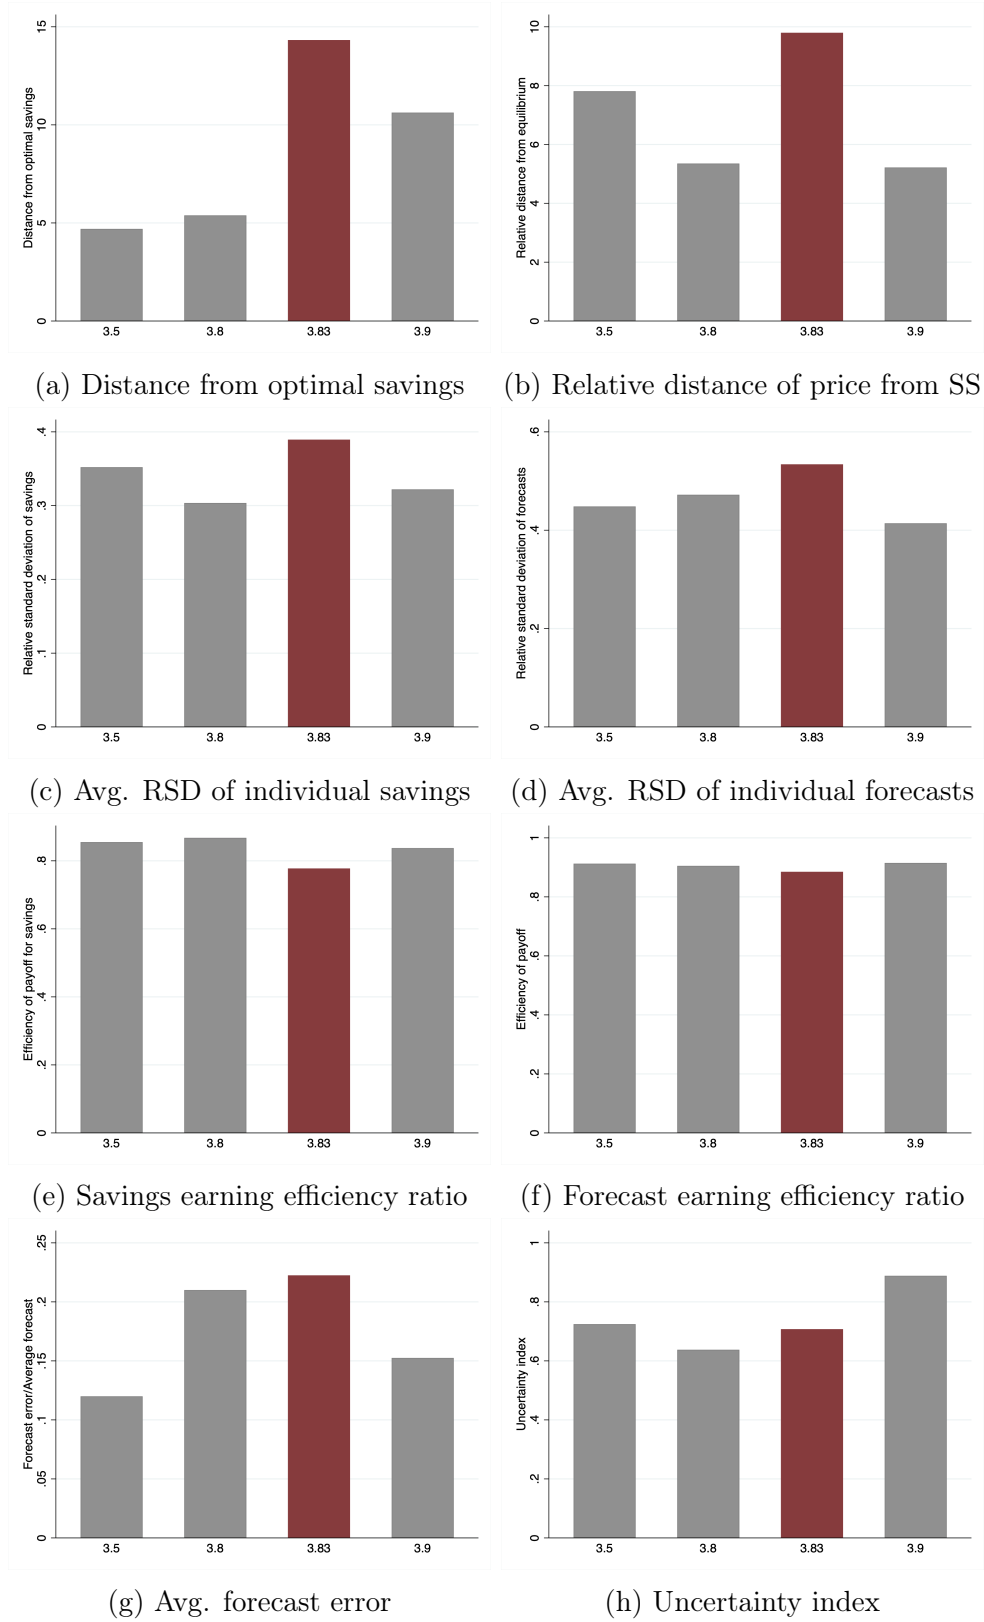 Distance from optimal savings
0 5 10 15
3.5 3.8 3.83 3.9
(a) Distance from optimal savings
Relative distance from equilibrium
0 2 4 6 8 10
3.5 3.8 3.83 3.9
(b) Relative distance of price from SS
Relative standard deviation of savings
0 .1 .2 .3 .4
3.5 3.8 3.83 3.9
(c) Avg. RSD of individual savings
Relative standard deviation of forecasts
0 .2 .4 .6
3.5 3.8 3.83 3.9
(d) Avg. RSD of individual forecasts
Efficiency of payoff for savings
0 .2 .4 .6 .8
3.5 3.8 3.83 3.9
(e) Savings earning efficiency ratio
Efficiency of payoff
0 .2 .4 .6 .8 1
3.5 3.8 3.83 3.9
(f) Forecast earning efficiency ratio
Forecast error/Average forecast
0 .05 .1 .15 .2 .25
3.5 3.8 3.83 3.9
(g) Avg. forecast error
Uncertainty index
0 .2 .4 .6 .8 1
3.5 3.8 3.83 3.9
(h) Uncertainty index